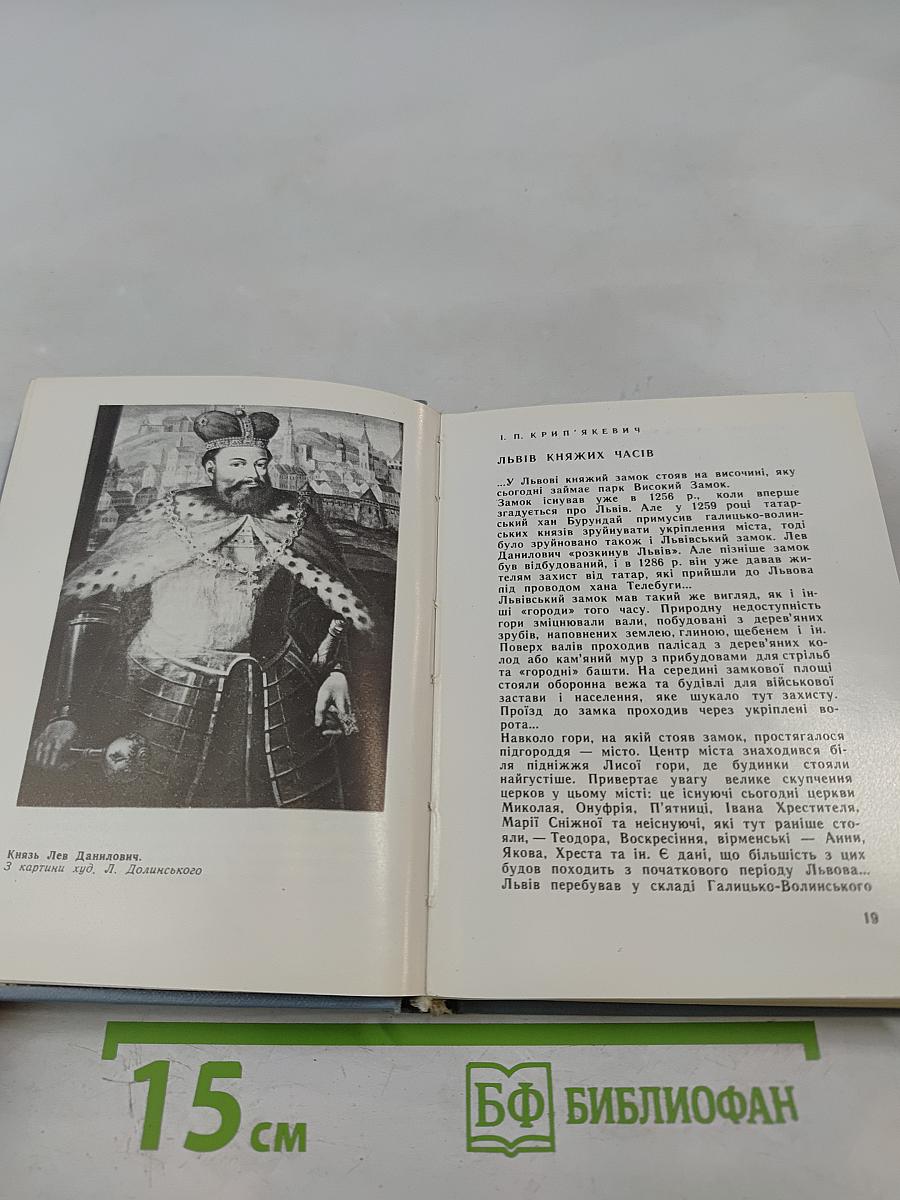 Князь Лев Данилович.
З картини худ. Л. Долинського
І. П. КРИП'ЯКЕВИЧ
ЛЬВІВ КНЯЖИХ ЧАСІВ
...У Львові княжий замок стояв на височині, яку
сьогодні займає парк Високий Замок.
Замок існував уже в 1256 р., коли вперше
згадується про Львів. Але у 1259 році татар-
ський хан Бурундай примусив галицько-волин-
ських князів зруйнувати укріплення міста, тоді
було зруйновано також і Львівський замок. Лев
Данилович «розкинув Львів». Але пізніше замок
був відбудований, і в 1286 р. він уже давав жи-
телям захист від татар, які прийшли до Львова
під проводом хана Телебуги...
Львівський замок мав такий же вигляд, як і ін-
ші «городи» того часу. Природну недоступність
гори зміцнювали вали, побудовані з дерев'яних
зрубів, наповнених землею, глиною, щебенем і ін.
Поверх валів проходив палісад з дерев'яних ко-
лод або кам'яний мур з прибудовами для стрільб
та «городні» башти. На середині замкової площі
стояли оборонна вежа та будівлі для військової
застави і населення, яке шукало тут захисту.
Проїзд до замка проходив через укріплені во-
рота...
Навколо гори, на якій стояв замок, простягалося
підгороддя — місто. Центр міста знаходився бі-
ля підніжжя Лисої гори, де будинки стояли
найгустіше. Привертає увагу велике скупчення
церков у цьому місті: це існуючі сьогодні церкви
Миколая, Онуфрія, П'ятниці, Івана Хрестителя,
Марії Сніжної та неіснуючі, які тут раніше сто-
яли, — Теодора, Воскресіння, вірменські — Анни,
Якова, Хреста та ін. Є дані, що більшість з цих
будов походить з початкового періоду Львова...
Львів перебував у складі Галицько-Волинського
19
15 см
БФ БИБЛИОФАН